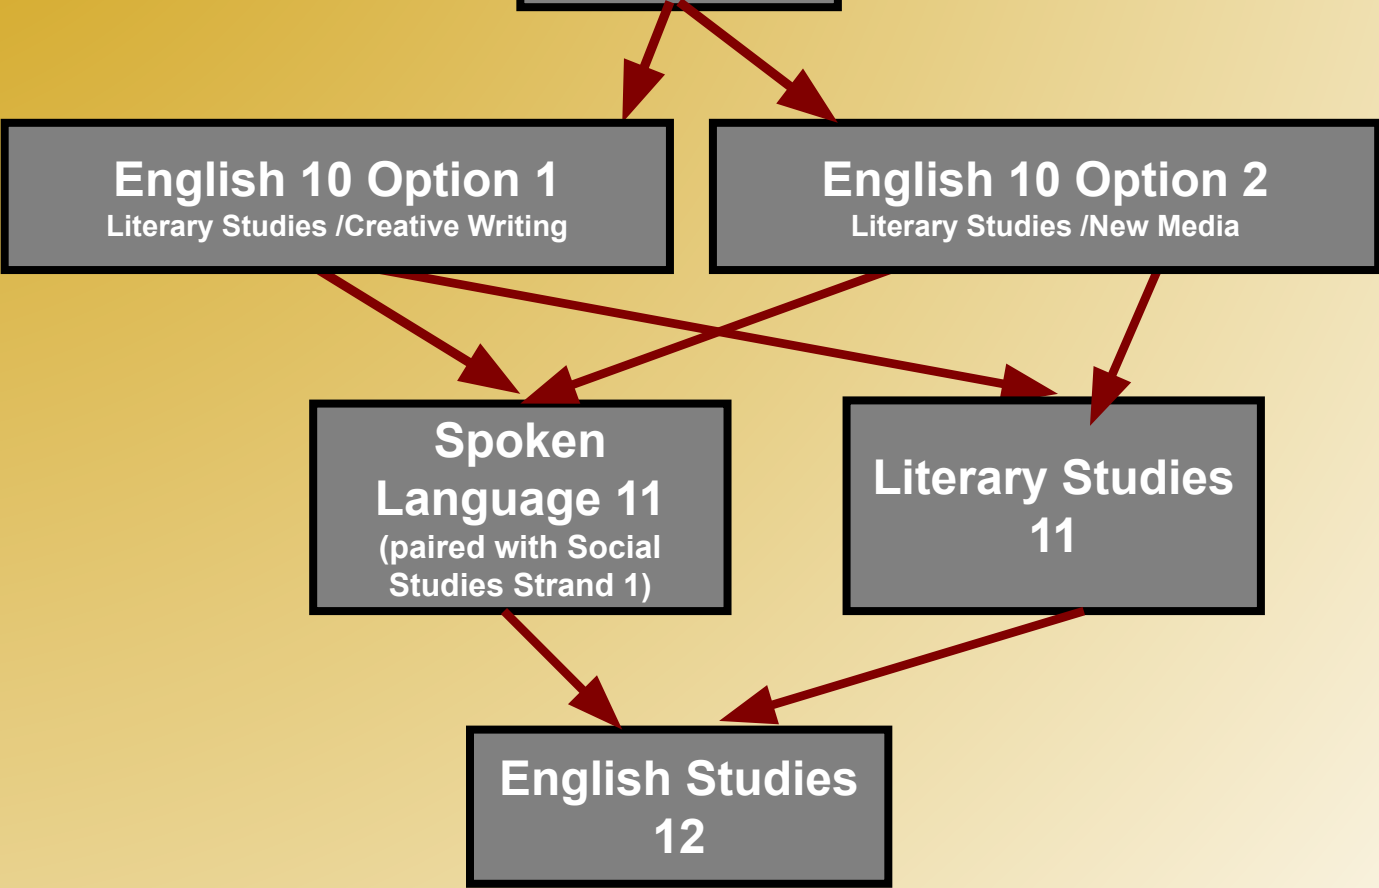 English 10 Option 1
Literary Studies /Creative Writing
English 10 Option 2
Literary Studies /New Media
Spoken
Language 11
(paired with Social
Studies Strand 1)
Literary Studies
11
English Studies
12